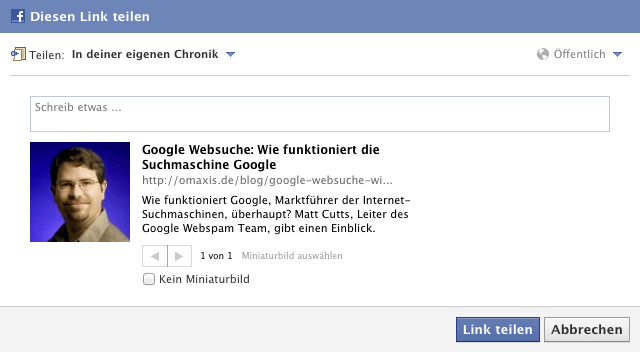 Diesen Link teilen
Teilen: In deiner eigenen Chronik
Öffentlich
Schreib etwas ...
Google Websuche: Wie funktioniert die
Suchmaschine Google
http://omaxis.de/blog/google-websuche-wi...
Wie funktioniert Google, Marktführer der Internet-
Suchmaschinen, überhaupt? Matt Cutts, Leiter des
Google Webspam Team, gibt einen Einblick.
1 von 1 Miniaturbild auswählen
Kein Miniaturbild
Link teilen
Abbrechen